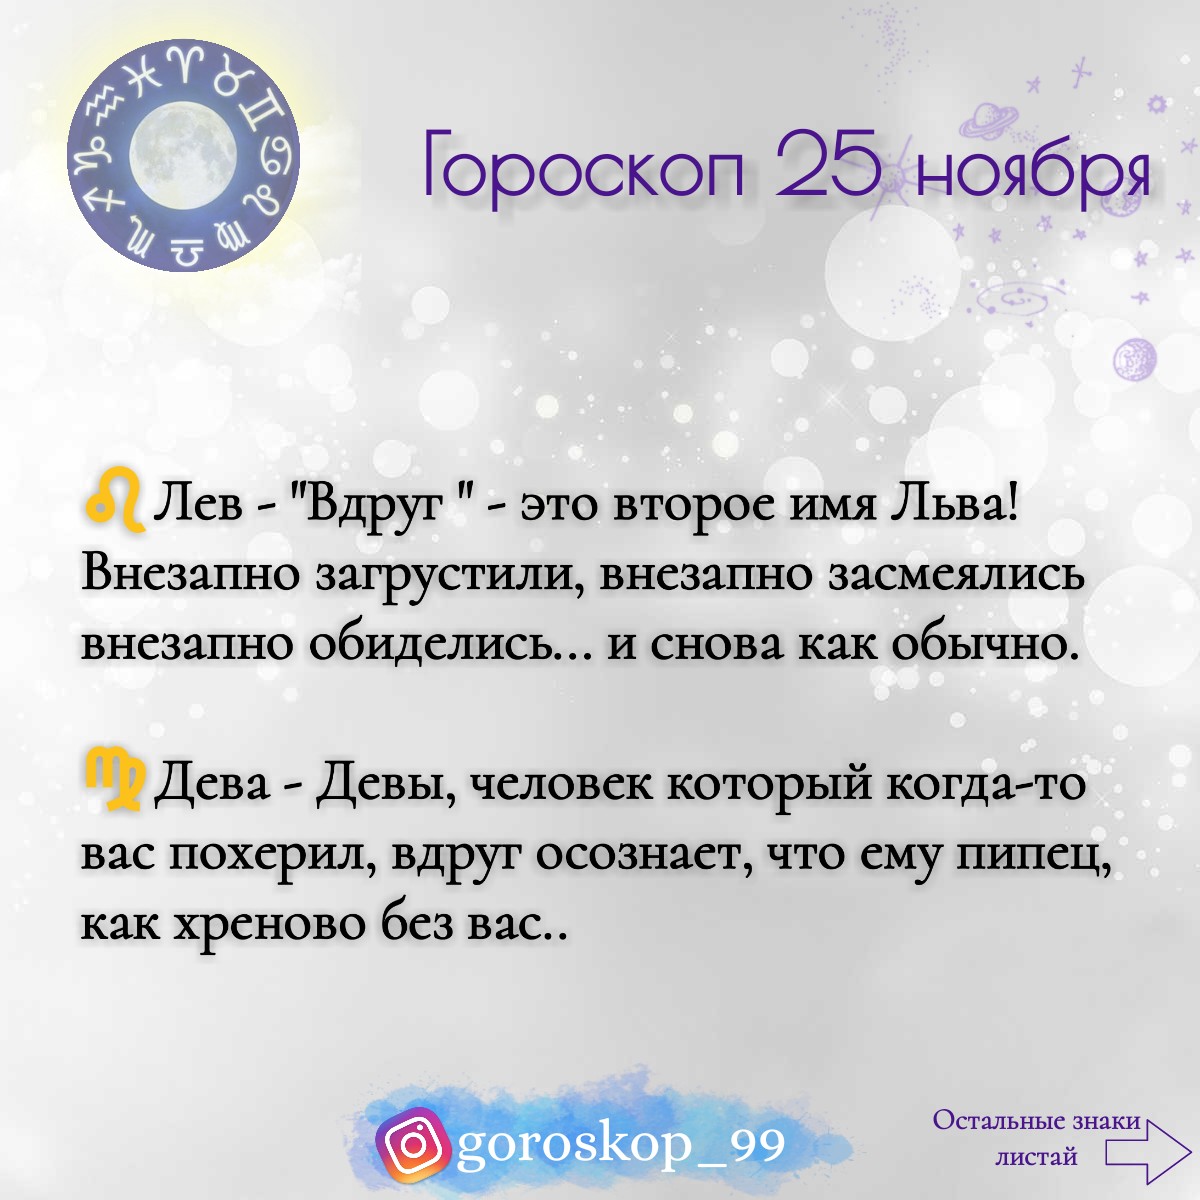 Гороскоп 25 ноября
♌Лев - "Вдруг " - это второе имя Льва!
Внезапно загрустили, внезапно засмеялись
внезапно обиделись... и снова как обычно.
♍Дева - Девы, человек который когда-то
вас похерил, вдруг осознает, что ему пипец,
как хреново без вас..
goroskop_99
Остальные знаки
листай